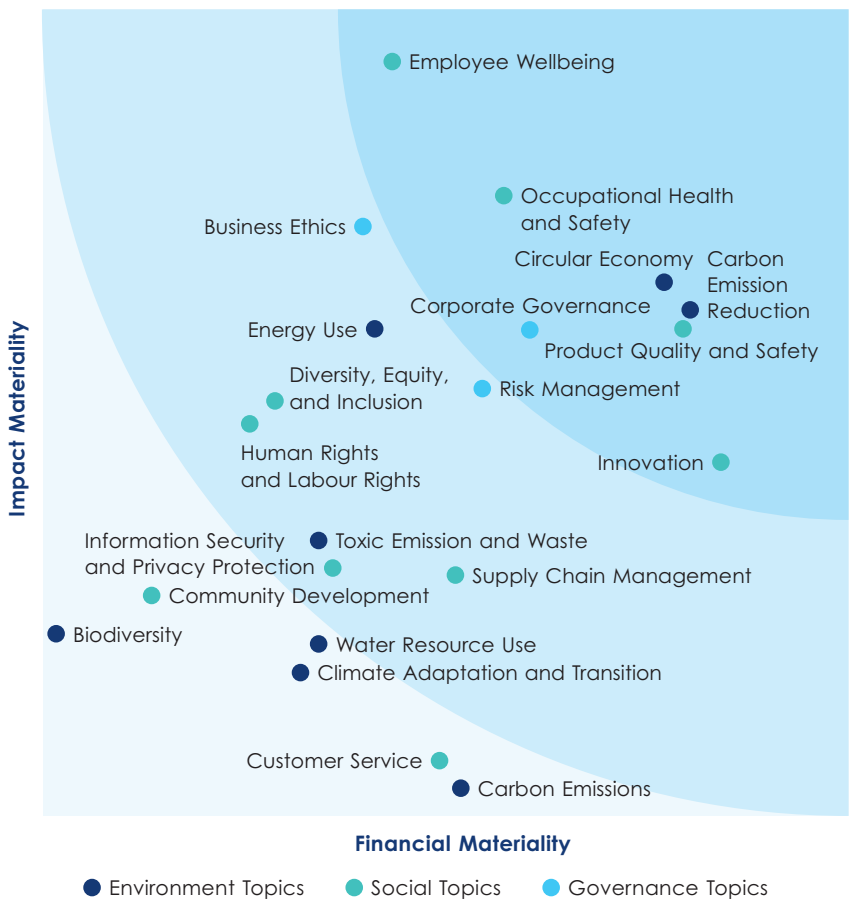 Employee Wellbeing
Occupational Health
and Safety
Business Ethics
Circular Economy
Carbon
Emission
Reduction
Corporate Governance
Energy Use
Product Quality and Safety
Diversity, Equity,
and Inclusion
Risk Management
Human Rights
and Labour Rights
Innovation
Impact Materiality
Information Security
and Privacy Protection
Toxic Emission and Waste
Supply Chain Management
Community Development
Biodiversity
Water Resource Use
Climate Adaptation and Transition
Customer Service
Carbon Emissions
Financial Materiality
Environment Topics
Social Topics
Governance Topics